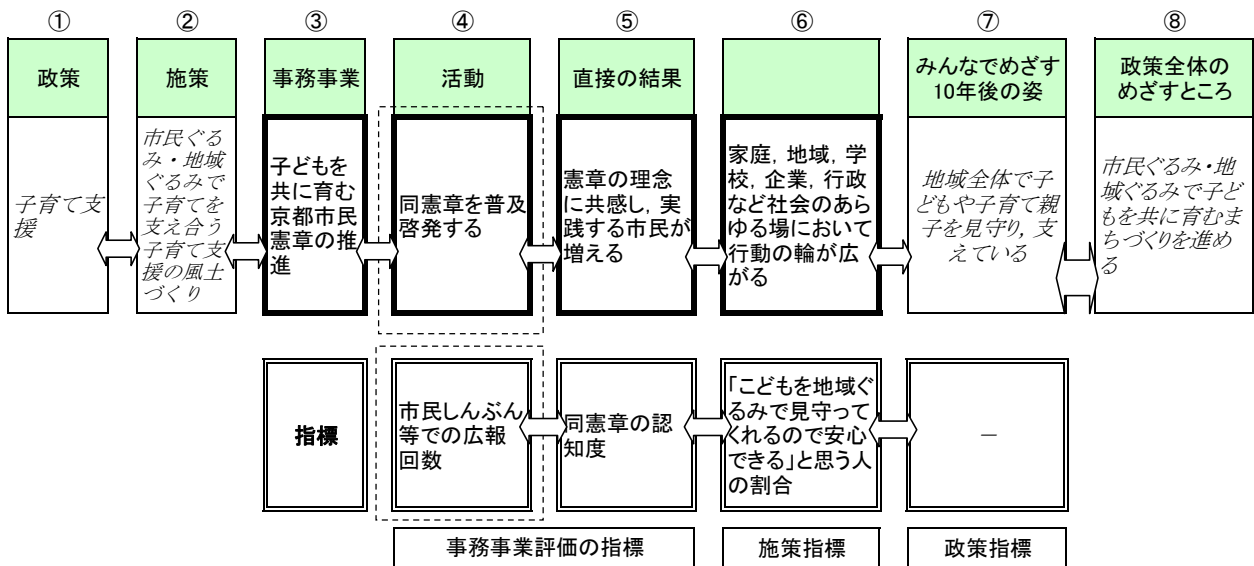 ①
②
③
④
⑤
⑥
⑦
⑧
政策
施策
事務事業
活動
直接の結果
みんなでめざす
10年後の姿
政策全体の
めざすところ
子育て支
援
市民ぐる
み・地域
ぐるみで
子育てを
支え合う
子育て支
援の風土
づくり
子どもを
共に育む
京都市民
憲章の推
進
同憲章を普及
啓発する
憲章の理念
に共感し, 実
践する市民が
増える
家庭, 地域, 学
校, 企業, 行政
など社会のあら
ゆる場において
行動の輪が広
がる
地域全体で子
どもや子育て親
子を見守り, 支
えている
市民ぐるみ・地
域ぐるみで子ど
もを共に育むま
ちづくりを進め
る
指標
市民しんぶん
等での広報
回数
同憲章の認
知度
「こどもを地域ぐ
るみで見守って
くれるので安心
できる」と思う人
の割合
－
事務事業評価の指標
施策指標
政策指標